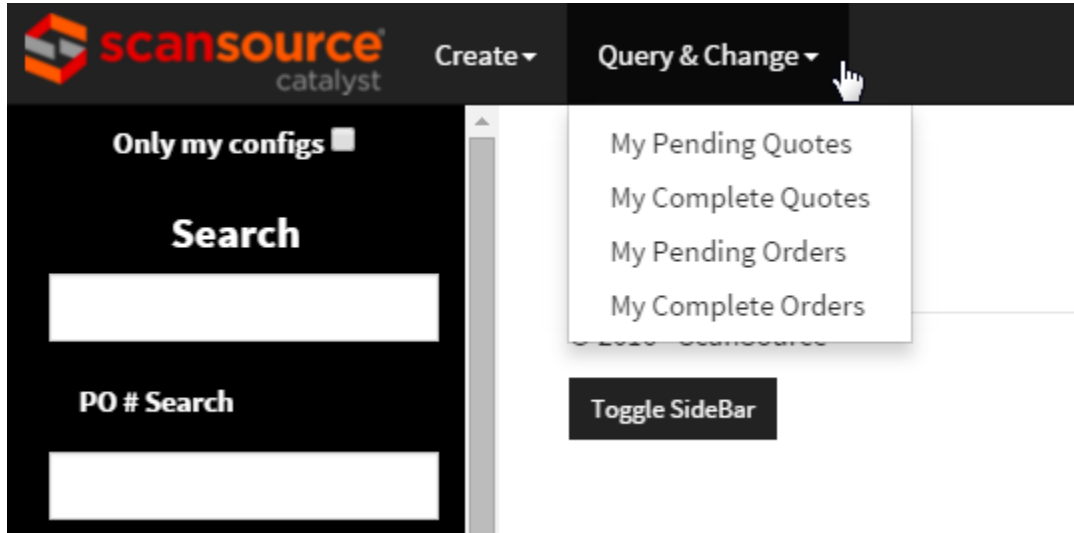 scansource
catalyst
Create
Query & Change
Only my configs
Search
PO # Search
My Pending Quotes
My Complete Quotes
My Pending Orders
My Complete Orders
Toggle SideBar